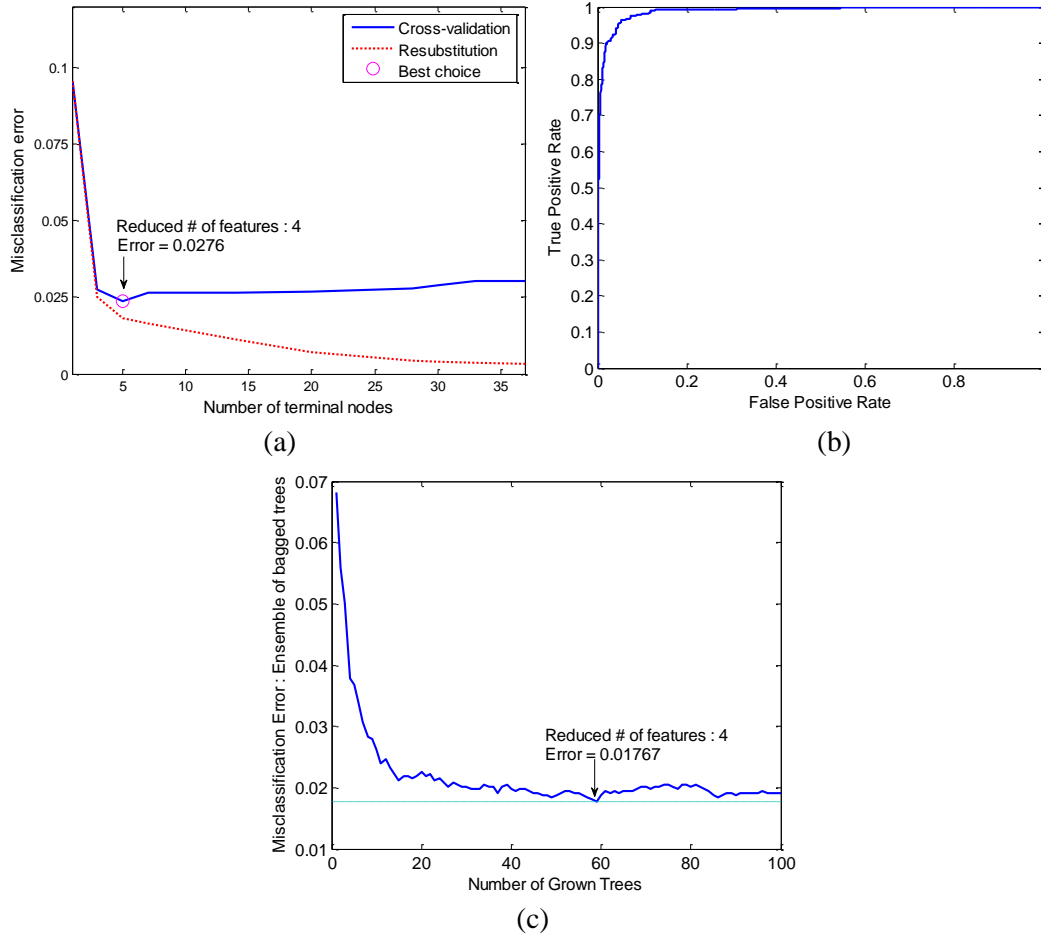 Cross-validation
Resubstitution
Best choice
Misclassification error
0.1
0.075
0.05
0.025
0
Reduced # of features : 4
Error = 0.0276
5
10
15
20
25
30
35
Number of terminal nodes
(a)
True Positive Rate
1
0.9
0.8
0.7
0.6
0.5
0.4
0.3
0.2
0.1
0
0
0.2
0.4
0.6
0.8
False Positive Rate
(b)
Misclassification Error : Ensemble of bagged trees
0.07
0.06
0.05
0.04
0.03
0.02
0.01
Reduced # of features : 4
Error = 0.01767
0
20
40
60
80
100
Number of Grown Trees
(c)